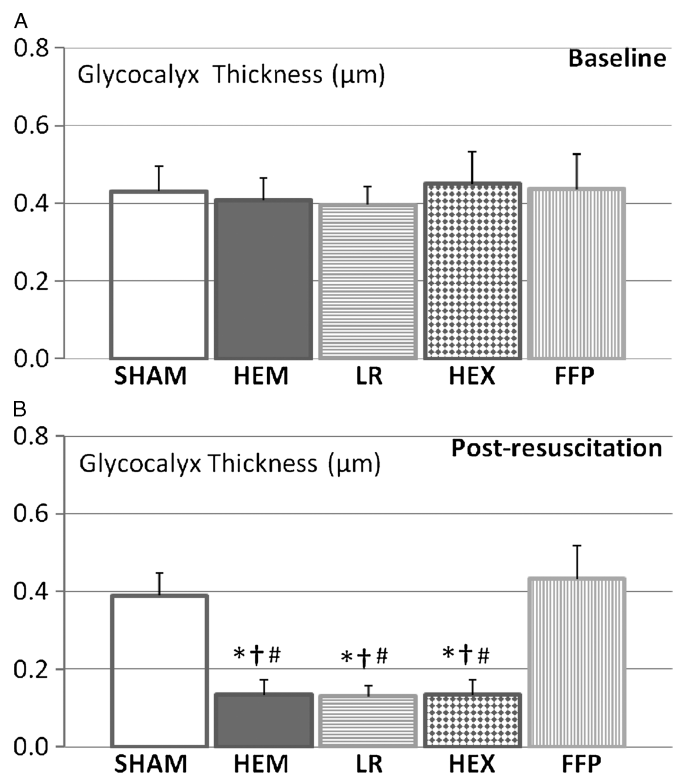 A
0.8
Baseline
Glycocalyx Thickness (µm)
0.6
0.4
0.2
0.0
SHAM HEM LR HEX FFP
B
0.8
Post-resuscitation
Glycocalyx Thickness (µm)
0.6
0.4
*†# *†# *†#
0.2
0.0
SHAM HEM LR HEX FFP